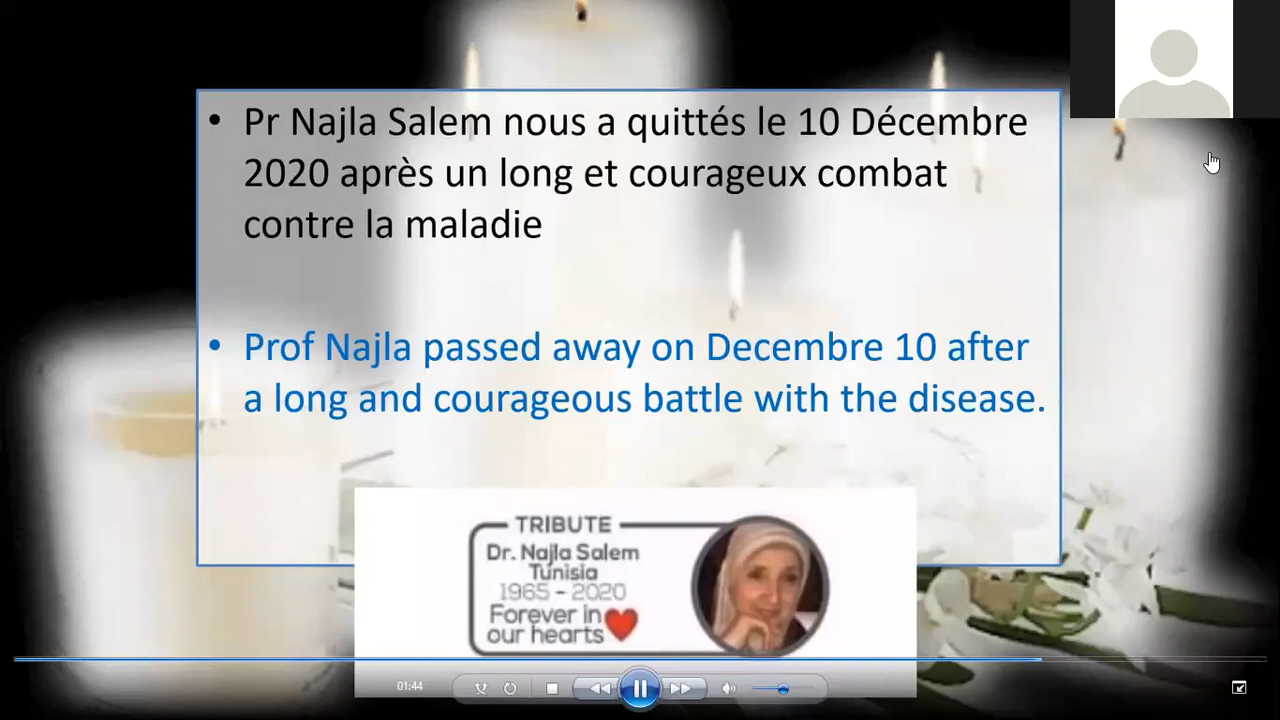 • Pr Najla Salem nous a quittés le 10 Décembre
2020 après un long et courageux combat
contre la maladie
• Prof Najla passed away on Decembre 10 after
a long and courageous battle with the disease.
TRIBUTE
Dr. Najla Salem
Tunisia
1965 - 2020
Forever in
our hearts
01:44